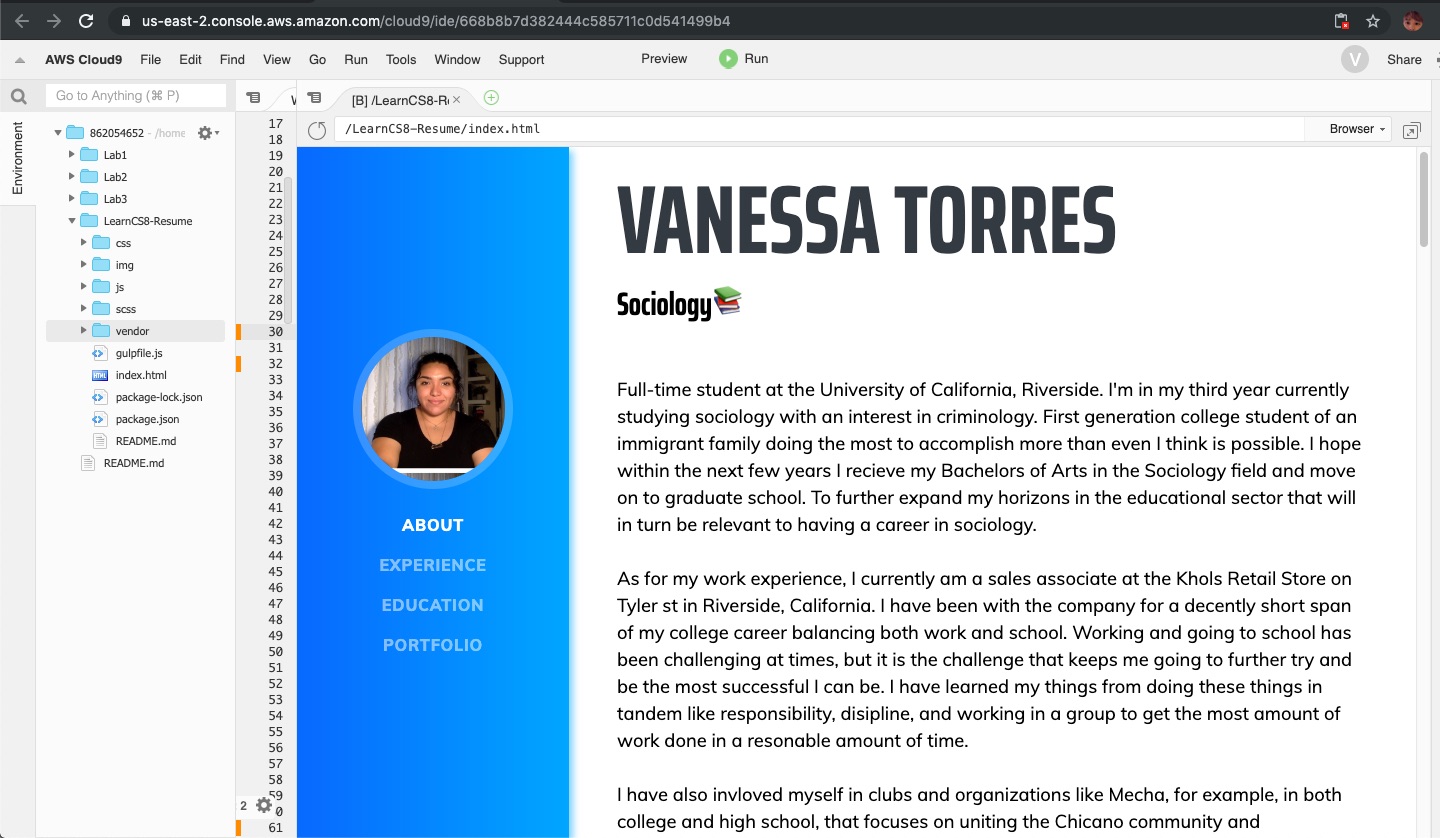 us-east-2.console.aws.amazon.com/cloud9/ide/668b8b7d382444c585711c0d541499b4
AWS Cloud9 File Edit Find View Go Run Tools Window Support Preview Run V Share
Go to Anything (⌘ P) [B] /LearnCS8-R
/LearnCS8-Resume/index.html Browser
Environment
862054652 - /home
Lab1
Lab2
Lab3
LearnCS8-Resume
css
img
js
scss
vendor
gulpfile.js
index.html
package-lock.json
package.json
README.md
README.md
17
18
19
20
21
22
23
24
25
26
27
28
29
30
31
32
33
34
35
36
37
38
39
40
41
42
43
44
45
46
47
48
49
50
51
52
53
54
55
56
57
58
59
2 0
61
ABOUT
EXPERIENCE
EDUCATION
PORTFOLIO
VANESSA TORRES
Sociology📚
Full-time student at the University of California, Riverside. I'm in my third year currently
studying sociology with an interest in criminology. First generation college student of an
immigrant family doing the most to accomplish more than even I think is possible. I hope
within the next few years I recieve my Bachelors of Arts in the Sociology field and move
on to graduate school. To further expand my horizons in the educational sector that will
in turn be relevant to having a career in sociology.
As for my work experience, I currently am a sales associate at the Khols Retail Store on
Tyler st in Riverside, California. I have been with the company for a decently short span
of my college career balancing both work and school. Working and going to school has
been challenging at times, but it is the challenge that keeps me going to further try and
be the most successful I can be. I have learned my things from doing these things in
tandem like responsibility, disipline, and working in a group to get the most amount of
work done in a resonable amount of time.
I have also invloved myself in clubs and organizations like Mecha, for example, in both
college and high school, that focuses on uniting the Chicano community and